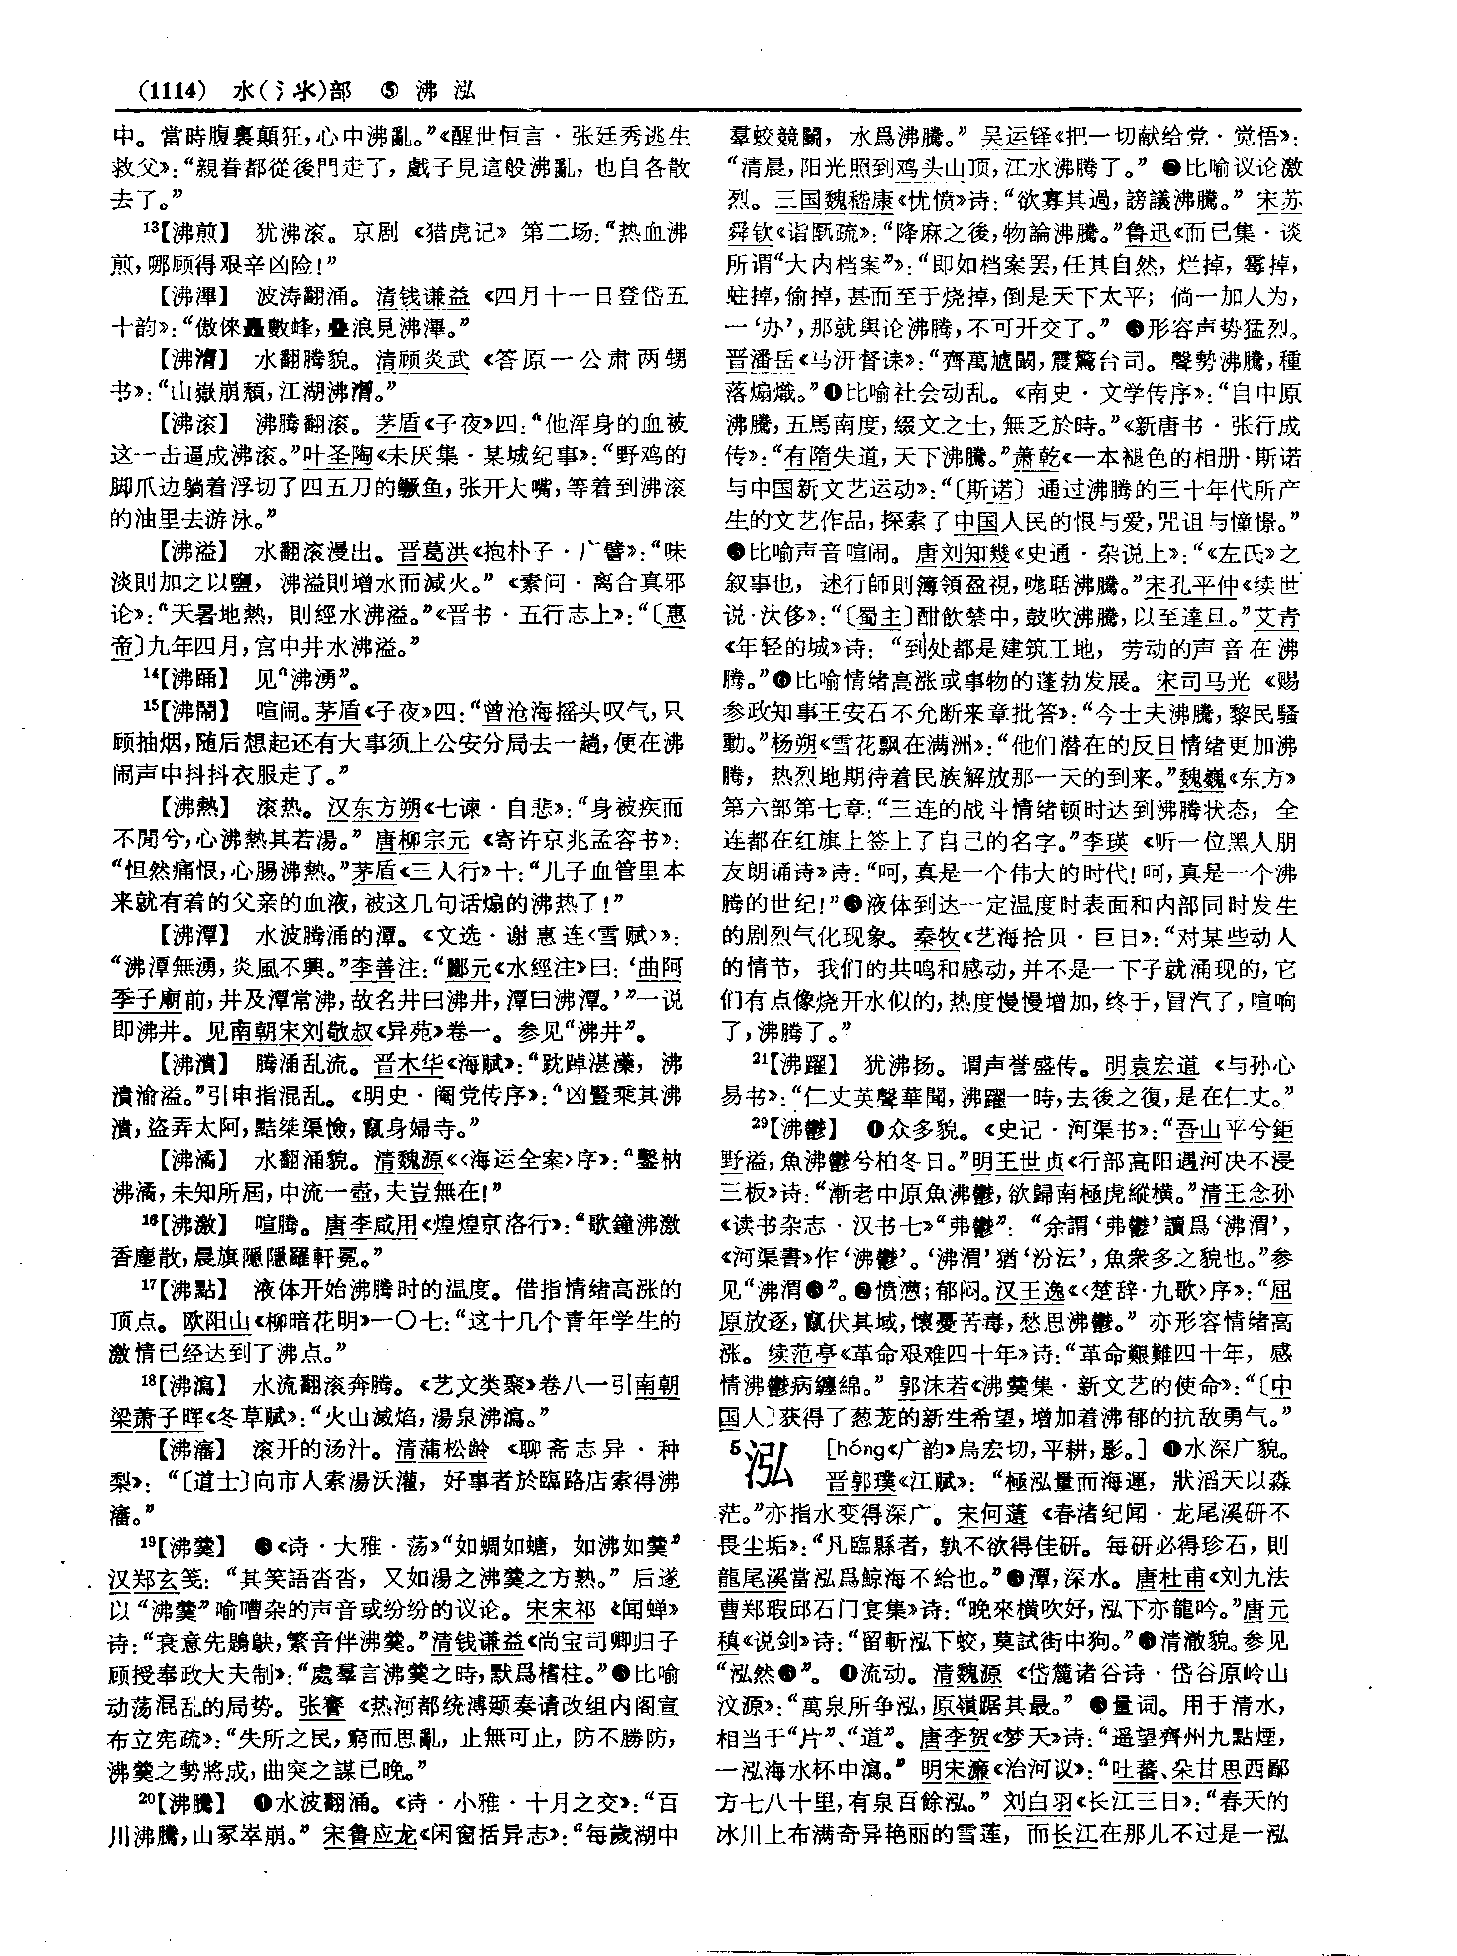 (1114) 水(氵氺)部 ⑤ 沸 泓
中。當時腹裏顛狂，心中沸亂。”《醒世恒言·张廷秀逃生
救父》：“親眷都從後門走了，戲子見這般沸亂，也自各散
去了。”
¹³【沸煎】 犹沸滚。京剧《猎虎记》第二场：“热血沸
煎，哪顾得艰辛凶险！”
【沸渾】 波涛翻涌。清钱谦益《四月十一日登岱五
十韵》：“傲倈矗數峰，疊浪見沸渾。”
【沸渭】 水翻腾貌。清顾炎武《答原一公肃两甥
书》：“山嶽崩頽，江湖沸渭。”
【沸滚】 沸腾翻滚。茅盾《子夜》四：“他浑身的血被
这一击逼成沸滚。”叶圣陶《未厌集·某城纪事》：“野鸡的
脚爪边躺着浮切了四五刀的鳜鱼，张开大嘴，等着到沸滚
的油里去游泳。”
【沸溢】 水翻滚漫出。晋葛洪《抱朴子·广譬》：“味
淡則加之以鹽，沸溢則增水而減火。”《素问·离合真邪
论》：“天暑地熱，則經水沸溢。”《晋书·五行志上》：“〔惠
帝〕九年四月，宫中井水沸溢。”
¹⁴【沸踊】 见“沸湧”。
¹⁵【沸鬧】 喧闹。茅盾《子夜》四：“曾沧海摇头叹气，只
顾抽烟，随后想起还有大事须上公安分局去一趟，便在沸
闹声中抖抖衣服走了。”
【沸熱】 滚热。汉东方朔《七谏·自悲》：“身被疾而
不閒兮，心沸熱其若湯。”唐柳宗元《寄许京兆孟容书》：
“怛然痛恨，心腸沸熱。”茅盾《三人行》十：“儿子血管里本
来就有着的父亲的血液，被这几句话煽的沸热了！”
【沸潭】 水波腾涌的潭。《文选·谢惠连〈雪赋〉》：
“沸潭無湧，炎風不興。”李善注：“酈元《水經注》曰：‘曲阿
季子廟前，井及潭常沸，故名井曰沸井，潭曰沸潭。’”一说
即沸井。见南朝宋刘敬叔《异苑》卷一。参见“沸井”。
【沸潰】 腾涌乱流。晋木华《海赋》：“㱴踔湛藻，沸
潰渝溢。”引申指混乱。《明史·阉党传序》：“凶豎乘其沸
潰，盗弄太阿，黠桀渠憸，竄身婦寺。”
【沸潏】 水翻涌貌。清魏源《〈海运全案〉序》：“鑿枘
沸潏，未知所屆，中流一壺，夫豈無在！”
¹⁶【沸激】 喧腾。唐李咸用《煌煌京洛行》：“歌鐘沸激
香塵散，晨旗隱隱羅軒冕。”
¹⁷【沸點】 液体开始沸腾时的温度。借指情绪高涨的
顶点。欧阳山《柳暗花明》一〇七：“这十几个青年学生的
激情已经达到了沸点。”
¹⁸【沸瀉】 水流翻滚奔腾。《艺文类聚》卷八一引南朝
梁萧子晖《冬草赋》：“火山滅焰，湯泉沸瀉。”
【沸瀋】 滚开的汤汁。清蒲松龄《聊斋志异·种
梨》：“〔道士〕向市人索湯沃灌，好事者於臨路店索得沸
瀋。”
¹⁹【沸羹】 ❶《诗·大雅·荡》“如蜩如螗，如沸如羹”
汉郑玄笺：“其笑語沓沓，又如湯之沸羹之方熟。”后遂
以“沸羹”喻嘈杂的声音或纷纷的议论。宋宋祁《闻蝉》
诗：“衰意先鶗鴃，繁音伴沸羹。”清钱谦益《尚宝司卿归子
顾授奉政大夫制》：“處羣言沸羹之時，默爲榰柱。”❷比喻
动荡混乱的局势。张謇《热河都统溥颋奏请改组内阁宣
布立宪疏》：“失所之民，窮而思亂，止無可止，防不勝防，
沸羹之勢將成，曲突之謀已晚。”
²⁰【沸騰】 ❶水波翻涌。《诗·小雅·十月之交》：“百
川沸騰，山冢崒崩。”宋鲁应龙《闲窗括异志》：“每歲湖中
羣蛟競鬭，水爲沸騰。”吴运铎《把一切献给党·觉悟》：
“清晨，阳光照到鸡头山顶，江水沸腾了。”❷比喻议论激
烈。三国魏嵇康《忧愤》诗：“欲寡其過，謗議沸騰。”宋苏
舜钦《诣匦疏》：“降麻之後，物論沸騰。”鲁迅《而已集·谈
所谓“大内档案”》：“即如档案罢，任其自然，烂掉，霉掉，
蛀掉，偷掉，甚而至于烧掉，倒是天下太平；倘一加人为，
一‘办’，那就舆论沸腾，不可开交了。”❸形容声势猛烈。
晋潘岳《马汧督诔》：“齊萬虓闞，震驚台司。聲勢沸騰，種
落煽熾。”❹比喻社会动乱。《南史·文学传序》：“自中原
沸騰，五馬南度，綴文之士，無乏於時。”《新唐书·张行成
传》：“有隋失道，天下沸騰。”萧乾《一本褪色的相册·斯诺
与中国新文艺运动》：“〔斯诺〕通过沸腾的三十年代所产
生的文艺作品，探索了中国人民的恨与爱，咒诅与憧憬。”
❺比喻声音喧闹。唐刘知幾《史通·杂说上》：“《左氏》之
叙事也，述行師則簿領盈視，哤聒沸騰。”宋孔平仲《续世
说·汰侈》：“〔蜀主〕酣飲禁中，鼓吹沸騰，以至達旦。”艾青
《年轻的城》诗：“到处都是建筑工地，劳动的声音在沸
腾。”❻比喻情绪高涨或事物的蓬勃发展。宋司马光《赐
参政知事王安石不允断来章批答》：“今士夫沸騰，黎民騷
動。”杨朔《雪花飘在满洲》：“他们潜在的反日情绪更加沸
腾，热烈地期待着民族解放那一天的到来。”魏巍《东方》
第六部第七章：“三连的战斗情绪顿时达到沸腾状态，全
连都在红旗上签上了自己的名字。”李瑛《听一位黑人朋
友朗诵诗》诗：“呵，真是一个伟大的时代！呵，真是一个沸
腾的世纪！”❼液体到达一定温度时表面和内部同时发生
的剧烈气化现象。秦牧《艺海拾贝·巨日》：“对某些动人
的情节，我们的共鸣和感动，并不是一下子就涌现的，它
们有点像烧开水似的，热度慢慢增加，终于，冒汽了，喧响
了，沸腾了。”
²¹【沸躍】 犹沸扬。谓声誉盛传。明袁宏道《与孙心
易书》：“仁丈英聲華聞，沸躍一時，去後之復，是在仁丈。”
²⁹【沸鬱】 ❶众多貌。《史记·河渠书》：“吾山平兮鉅
野溢，魚沸鬱兮柏冬日。”明王世贞《行部高阳遇河决不浸
三板》诗：“漸老中原魚沸鬱，欲歸南極虎縱横。”清王念孙
《读书杂志·汉书七》“弗鬱”：“余謂‘弗鬱’讀爲‘沸渭’，
《河渠書》作‘沸鬱’。‘沸渭’猶‘汾沄’，魚衆多之貌也。”参
见“沸渭❸”。❷愤懑；郁闷。汉王逸《〈楚辞·九歌〉序》：“屈
原放逐，竄伏其域，懷憂苦毒，愁思沸鬱。”亦形容情绪高
涨。续范亭《革命艰难四十年》诗：“革命艱難四十年，感
情沸鬱病纏綿。”郭沫若《沸羹集·新文艺的使命》：“〔中
国人〕获得了葱茏的新生希望，增加着沸郁的抗敌勇气。”
⁵泓 [hóng《广韵》烏宏切，平耕，影。] ❶水深广貌。
晋郭璞《江赋》：“極泓量而海運，狀滔天以淼
茫。”亦指水变得深广。宋何薳《春渚纪闻·龙尾溪研不
畏尘垢》：“凡臨縣者，孰不欲得佳研。每研必得珍石，則
龍尾溪當泓爲鯨海不給也。”❷潭，深水。唐杜甫《刘九法
曹郑瑕邱石门宴集》诗：“晚來横吹好，泓下亦龍吟。”唐元
稹《说剑》诗：“留斬泓下蛟，莫試街中狗。”❸清澈貌。参见
“泓然❸”。❹流动。清魏源《岱麓诸谷诗·岱谷原岭山
汶源》：“萬泉所争泓，原嶺踞其最。”❺量词。用于清水，
相当于“片”、“道”。唐李贺《梦天》诗：“遥望齊州九點煙，
一泓海水杯中瀉。”明宋濂《治河议》：“吐蕃、朵甘思西鄙
方七八十里，有泉百餘泓。”刘白羽《长江三日》：“春天的
冰川上布满奇异艳丽的雪莲，而长江在那儿不过是一泓